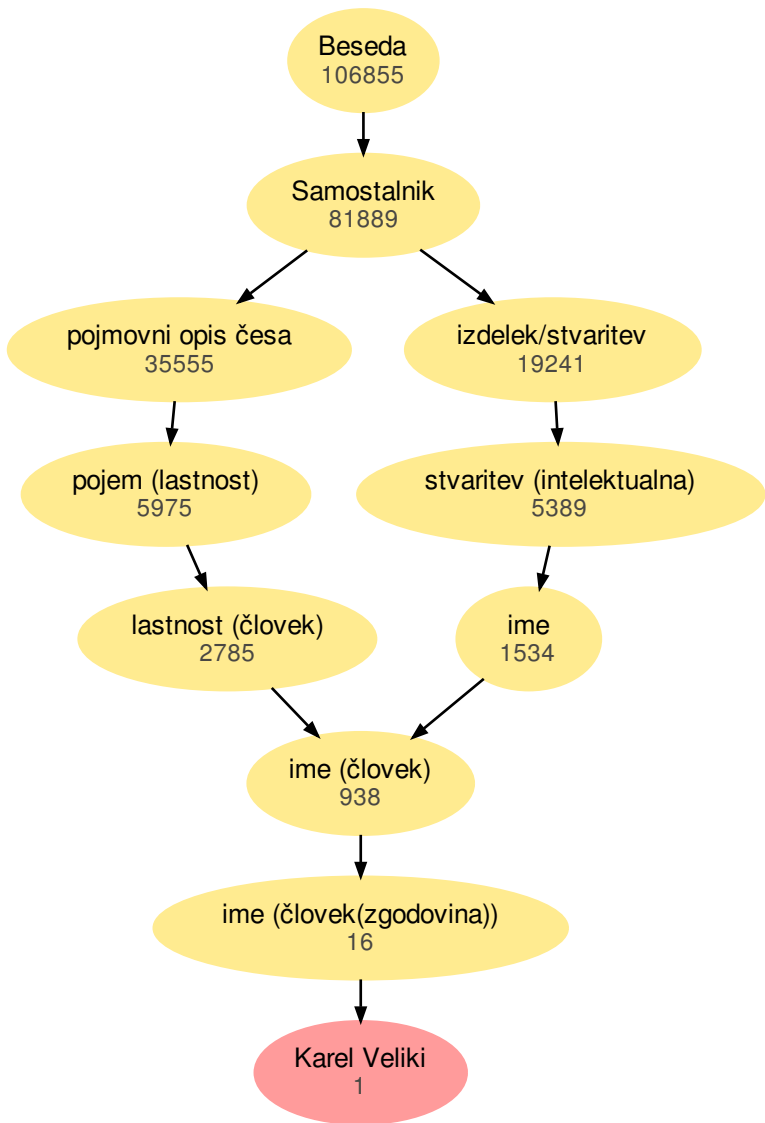 Beseda
106855
Samostalnik
81889
pojmovni opis česa
35555
izdelek/stvaritev
19241
pojem (lastnost)
5975
stvaritev (intelektualna)
5389
lastnost (človek)
2785
ime
1534
ime (človek)
938
ime (človek(zgodovina))
16
Karel Veliki
1